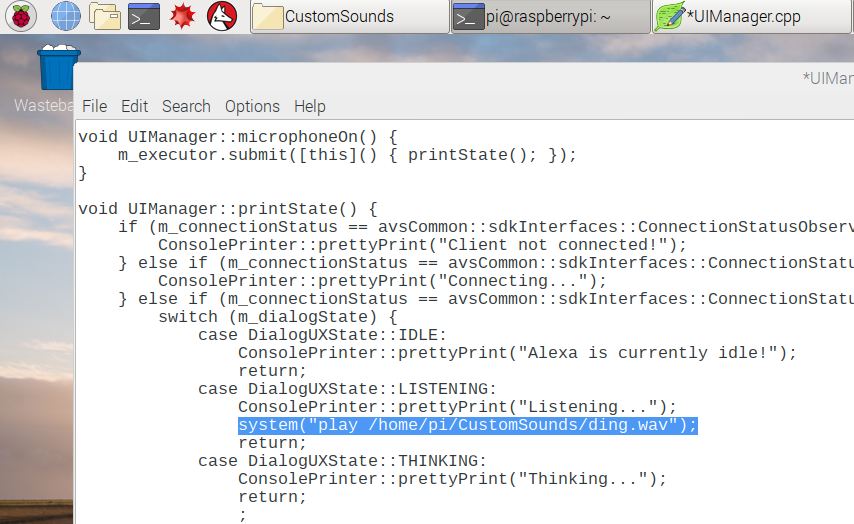 CustomSounds
pi@raspberrypi: ~
*UIManager.cpp
*UIMan
Wasteba
File Edit Search Options Help
void UIManager::microphoneOn() {
    m_executor.submit([this]() { printState(); });
}
void UIManager::printState() {
    if (m_connectionStatus == avsCommon::sdkInterfaces::ConnectionStatusObserv
        ConsolePrinter::prettyPrint("Client not connected!");
    } else if (m_connectionStatus == avsCommon::sdkInterfaces::ConnectionStatu
        ConsolePrinter::prettyPrint("Connecting...");
    } else if (m_connectionStatus == avsCommon::sdkInterfaces::ConnectionStatu
        switch (m_dialogState) {
            case DialogUXState::IDLE:
                ConsolePrinter::prettyPrint("Alexa is currently idle!");
                return;
            case DialogUXState::LISTENING:
                ConsolePrinter::prettyPrint("Listening...");
                system("play /home/pi/CustomSounds/ding.wav");
                return;
            case DialogUXState::THINKING:
                ConsolePrinter::prettyPrint("Thinking...");
                return;
                ;